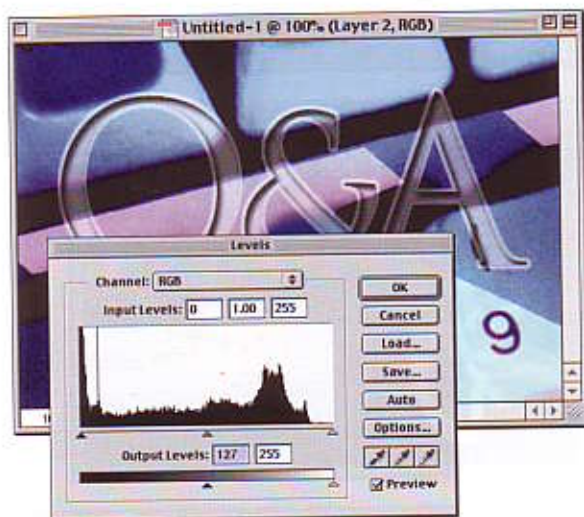 Untitled-1 @ 100% (Layer 2, RGB)
Q&A
9
Levels
Channel: RGB
Input Levels: 0 1.00 255
Output Levels: 127 255
OK
Cancel
Load...
Save...
Auto
Options...
Preview